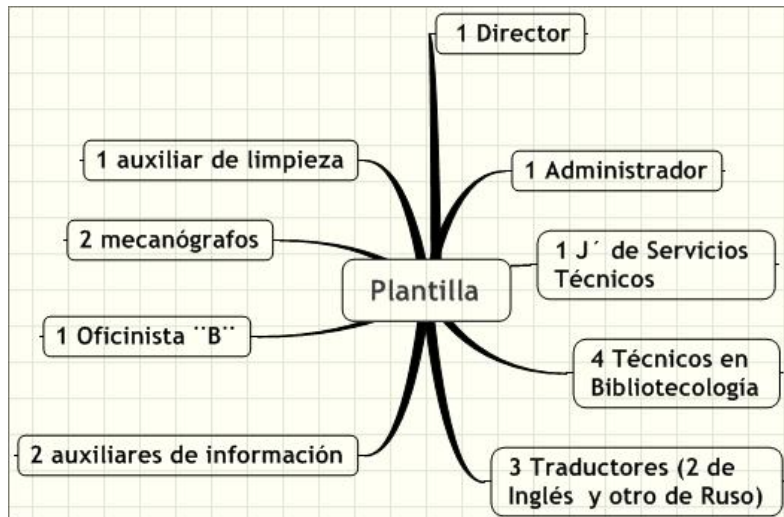 1 Director
1 auxiliar de limpieza
1 Administrador
2 mecanógrafos
1 J´ de Servicios
Técnicos
Plantilla
1 Oficinista ¨B¨
4 Técnicos en
Bibliotecología
2 auxiliares de información
3 Traductores (2 de
Inglés y otro de Ruso)